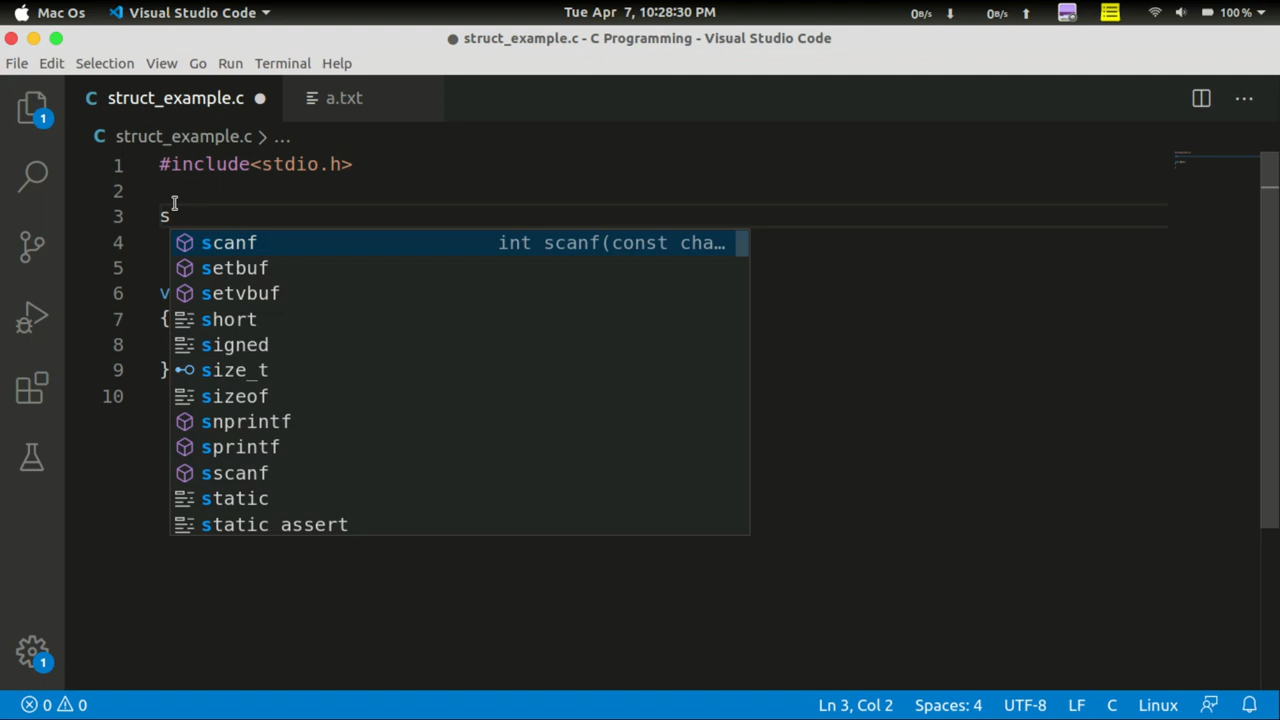 Mac Os Visual Studio Code Tue Apr 7, 10:28:30 PM 0B/s 0B/s 100 %
struct_example.c - C Programming - Visual Studio Code
File Edit Selection View Go Run Terminal Help
1 C struct_example.c a.txt
C struct_example.c > ...
1 #include<stdio.h>
2
3 s
4 scanf int scanf(const cha…
5 setbuf
6 v setvbuf
7 { short
8 signed
9 } size_t
10 sizeof
snprintf
sprintf
sscanf
static
static assert
1
0 0 Ln 3, Col 2 Spaces: 4 UTF-8 LF C Linux